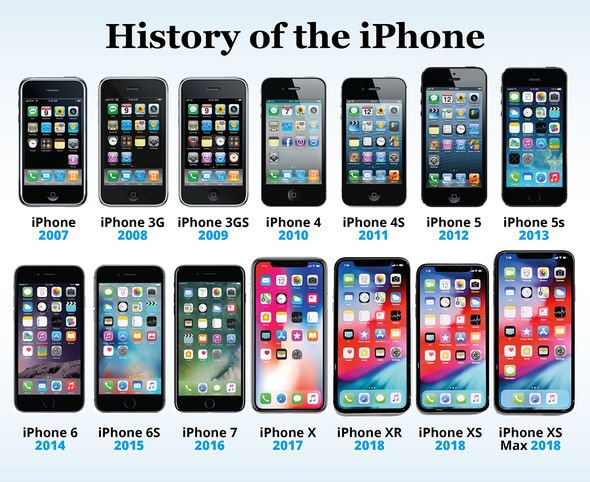 History of the iPhone
iPhone
2007
iPhone 3G
2008
iPhone 3GS
2009
iPhone 4
2010
iPhone 4S
2011
iPhone 5
2012
iPhone 5s
2013
iPhone 6
2014
iPhone 6S
2015
iPhone 7
2016
iPhone X
2017
iPhone XR
2018
iPhone XS
2018
iPhone XS
Max 2018